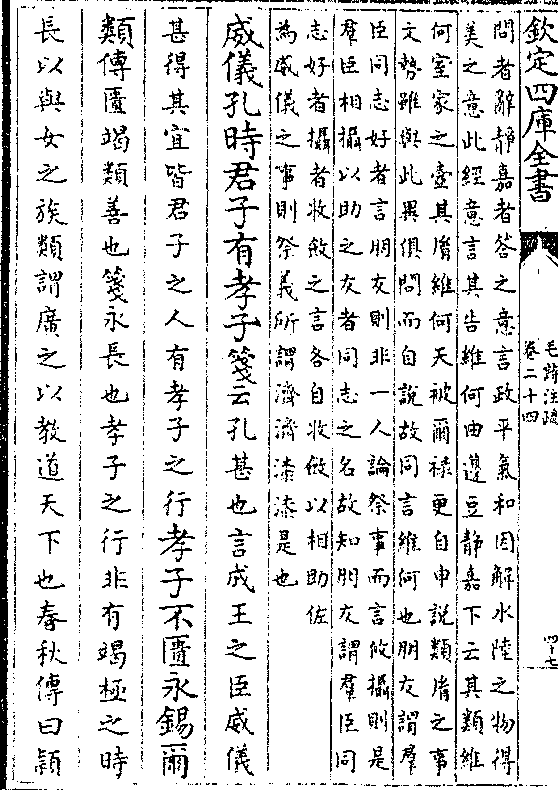 欽定四庫全書
毛詩注疏
卷二十四
四十七
問者辭靜嘉者答之意言政平氣和因解水陸之物得
美之意此經意言其告維何由籩豆靜嘉下云其類維
何室家之壼其胤維何天被爾祿更自申說類胤之事
文勢雖與此異俱問而自說故同言維何也朋友謂羣
臣同志好者言朋友則非一人論祭事而言攸攝則是
羣臣相攝以助之友者同志之名故知朋友謂羣臣同
志好者攝者收斂之言各自收儆以相助佐
為威儀之事則祭義所謂濟濟漆漆是也
威儀孔時君子有孝子箋云孔甚也言成王之臣威儀
甚得其宜皆君子之人有孝子之行孝子不匱永錫爾
類傳匱竭類善也箋永長也孝子之行非有竭極之時
長以與女之族類謂廣之以教道天下也春秋傳曰頴